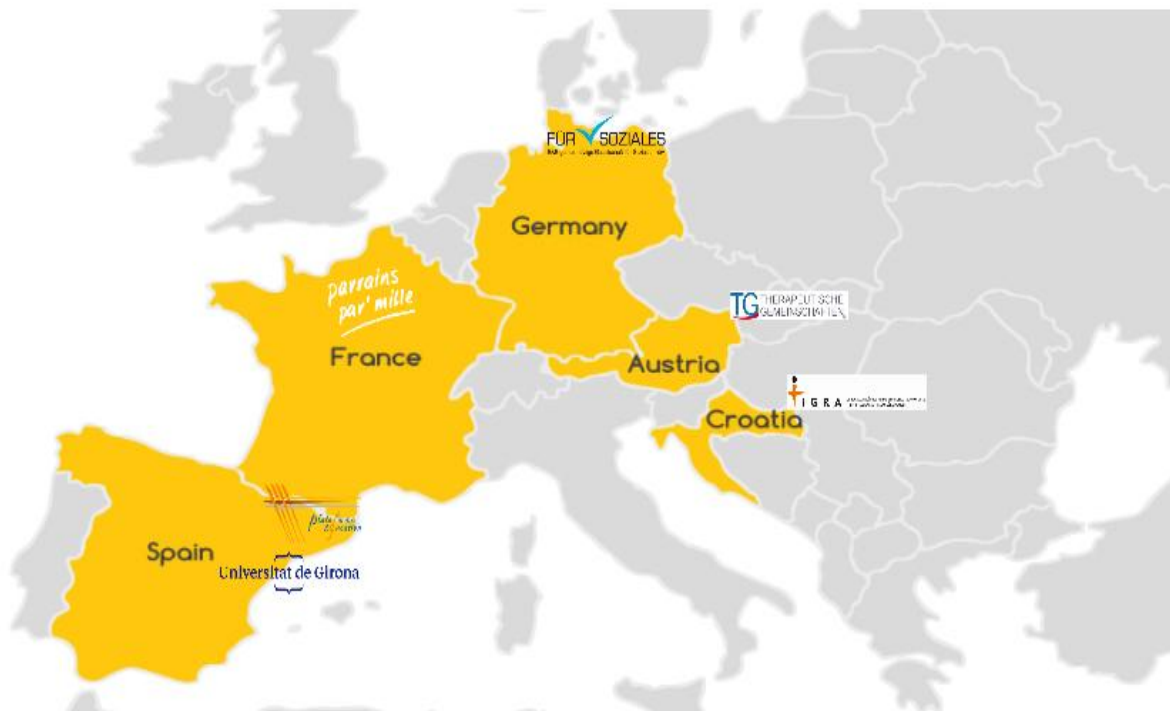 FÜR SOZIALES
Germany
parrains
par' mille
France
TG THERAPEUTISCHE
GEMEINSCHAFTEN
Austria
IGRA
Croatia
Spain
Universitat de Girona